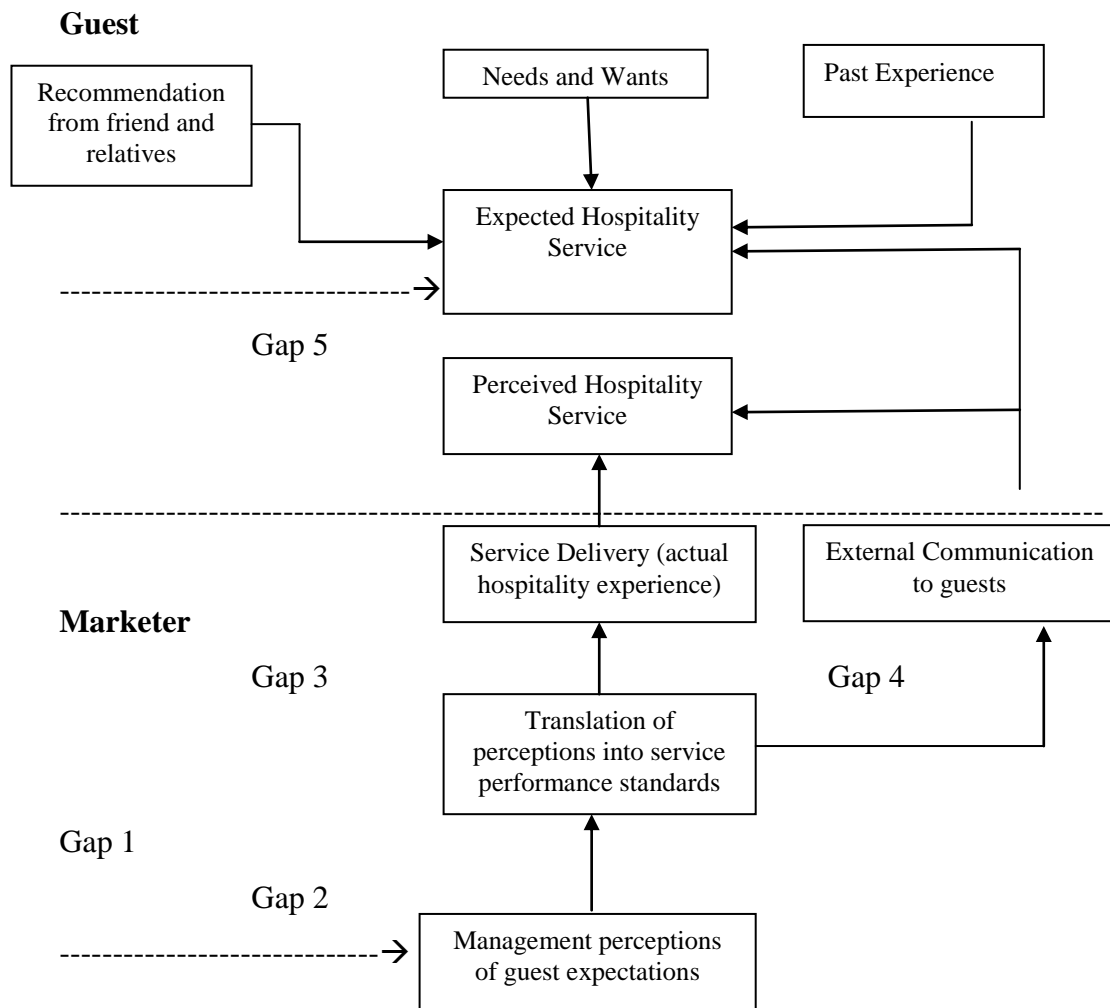 Guest
Recommendation
from friend and
relatives
Needs and Wants
Past Experience
Expected Hospitality
Service
Gap 5
Perceived Hospitality
Service
Service Delivery (actual
hospitality experience)
External Communication
to guests
Marketer
Gap 3
Gap 4
Translation of
perceptions into service
performance standards
Gap 1
Gap 2
Management perceptions
of guest expectations